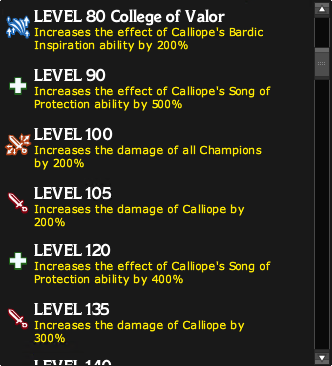 LEVEL 80 College of Valor
Increases the effect of Calliope's Bardic
Inspiration ability by 200%
LEVEL 90
Increases the effect of Calliope's Song of
Protection ability by 500%
LEVEL 100
Increases the damage of all Champions
by 200%
LEVEL 105
Increases the damage of Calliope by
200%
LEVEL 120
Increases the effect of Calliope's Song of
Protection ability by 400%
LEVEL 135
Increases the damage of Calliope by
300%
LEVEL 140